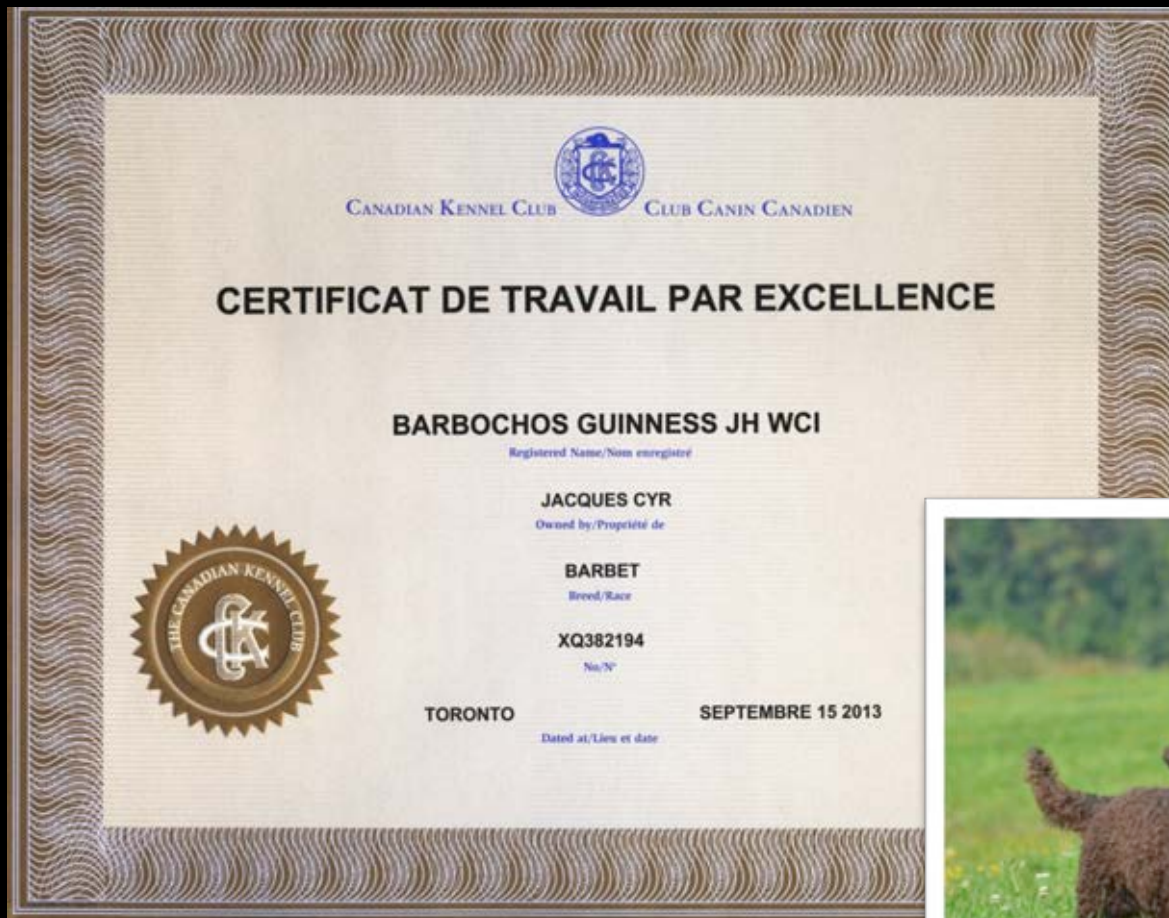 CANADIAN KENNEL CLUB CLUB CANIN CANADIEN
CERTIFICAT DE TRAVAIL PAR EXCELLENCE
BARBOCHOS GUINNESS JH WCI
Registered Name/Nom enregistré
JACQUES CYR
Owned by/Propriété de
BARBET
Breed/Race
XQ382194
No/Nº
TORONTO SEPTEMBRE 15 2013
Dated at/Lieu et date
THE CANADIAN KENNEL CLUB
CKC